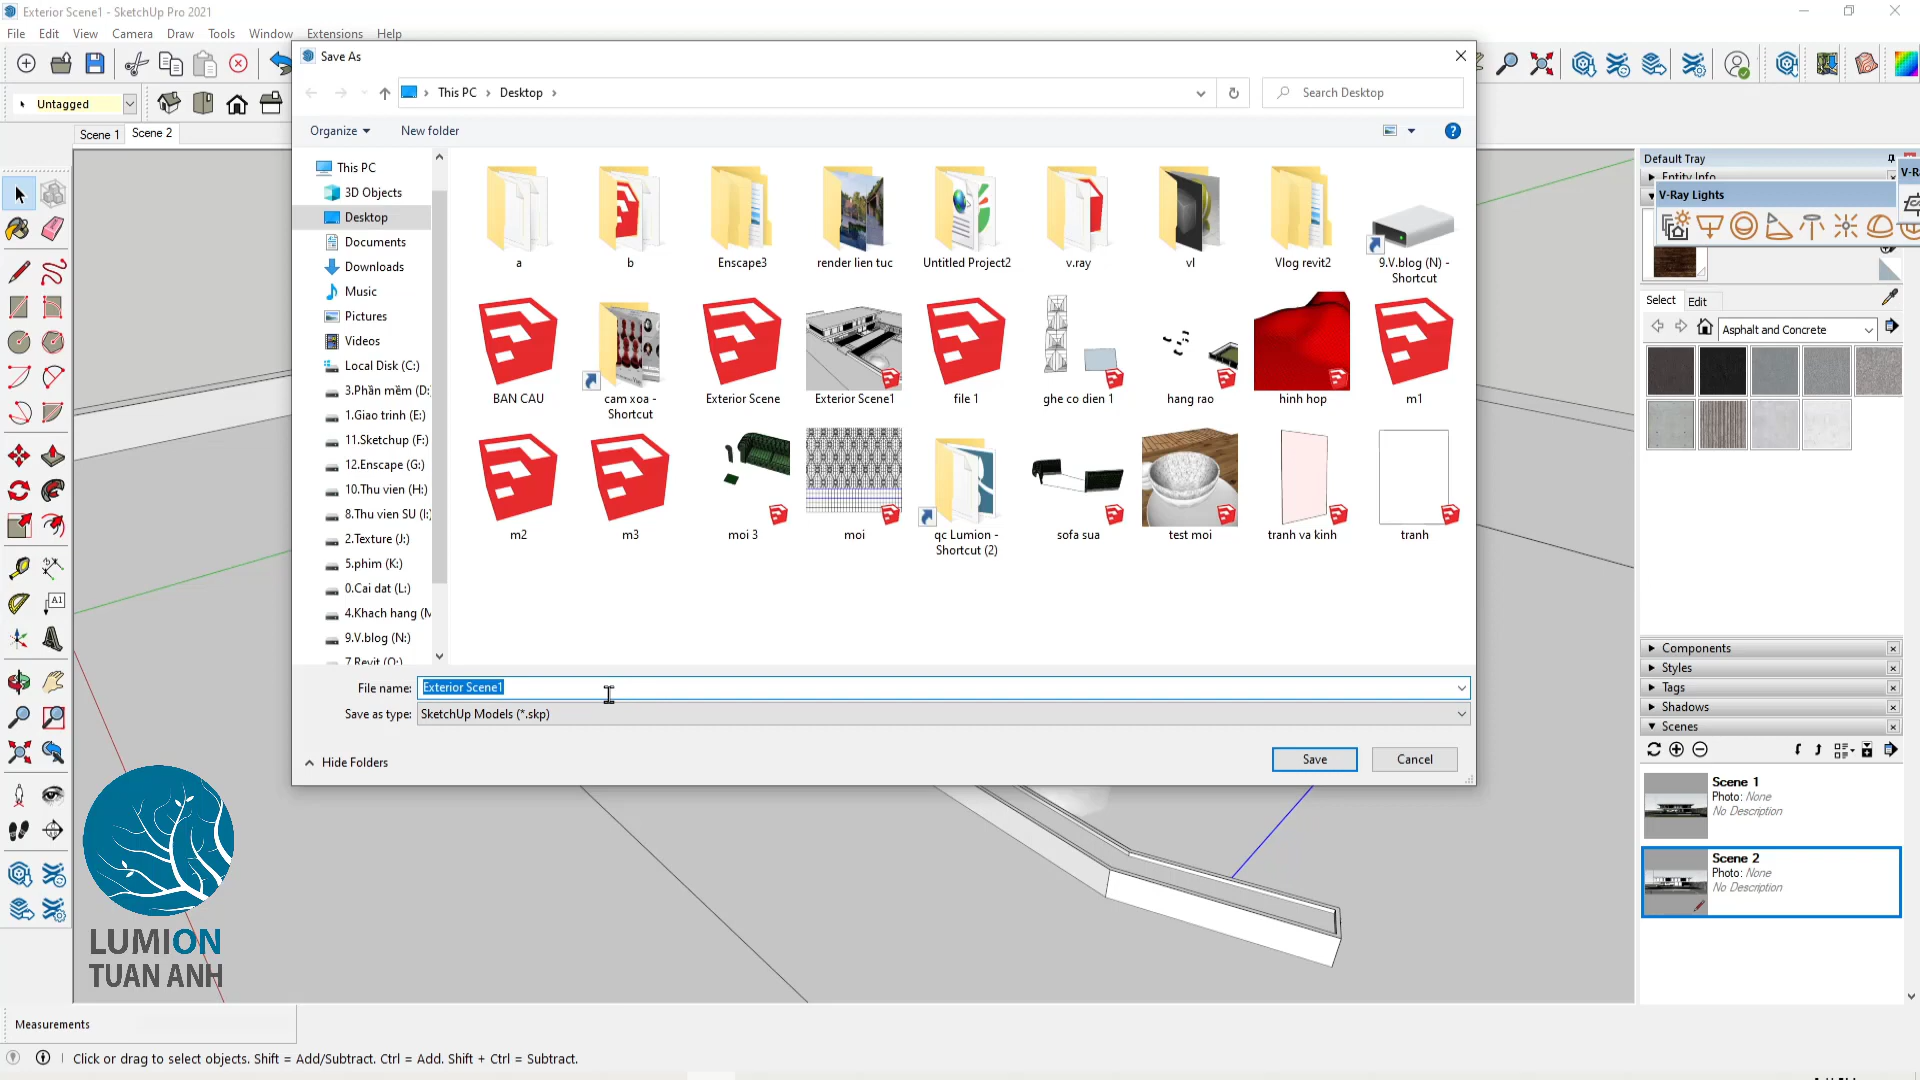 Exterior Scene1 - SketchUp Pro 2021
File Edit View Camera Draw Tools Window Extensions Help
Save As
This PC Desktop
Search Desktop
Untagged
Organize New folder
Scene 1 Scene 2
This PC
3D Objects
Desktop
Documents
Downloads
Music
Pictures
Videos
Local Disk (C:)
3.Phần mềm (D:
1.Giao trinh (E:)
11.Sketchup (F:)
12.Enscape (G:)
10.Thu vien (H:)
8.Thu vien SU (I:)
2.Texture (J:)
5.phim (K:)
0.Cai dat (L:)
4.Khach hang (M
9.V.blog (N:)
7.Revit (O:)
a b Enscape3 render lien tuc Untitled Project2 v.ray vl Vlog revit2 9.V.blog (N) - Shortcut
BAN CAU cam xoa - Shortcut Exterior Scene Exterior Scene1 file 1 ghe co dien 1 hang rao hinh hop m1
m2 m3 moi 3 moi qc Lumion - Shortcut (2) sofa sua test moi tranh va kinh tranh
File name: Exterior Scene1
Save as type: SketchUp Models (*.skp)
Hide Folders
Save Cancel
Default Tray
Entity Info
V-Ray Lights
V-Ra
Select Edit
Asphalt and Concrete
Components
Styles
Tags
Shadows
Scenes
Scene 1
Photo: None
No Description
Scene 2
Photo: None
No Description
A1
LUMION
TUAN ANH
Measurements
Click or drag to select objects. Shift = Add/Subtract. Ctrl = Add. Shift + Ctrl = Subtract.